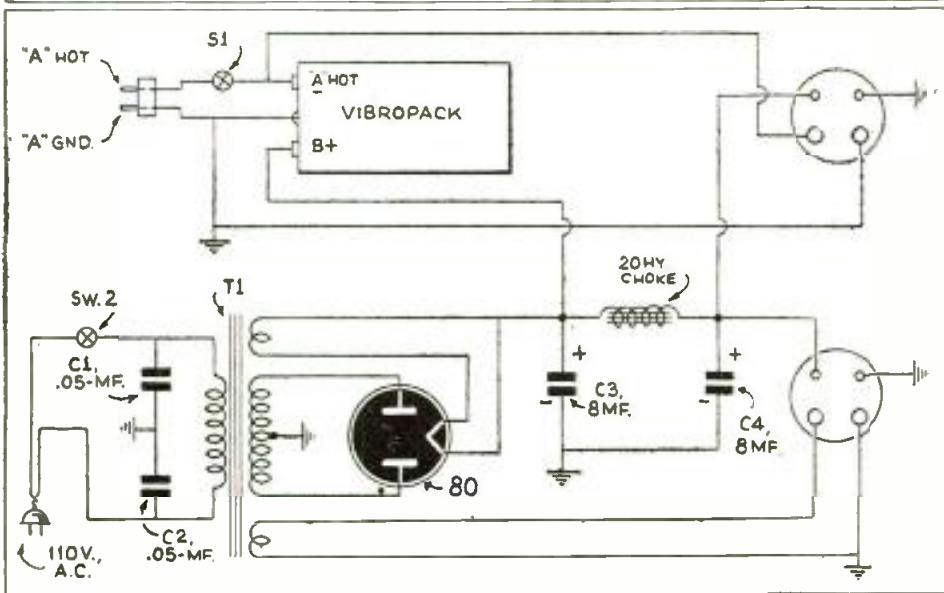 "A" HOT
"A" GND.
S1
"A" HOT
VIBROPACK
B+
20 HY
CHOKE
T1
SW. 2
C1,
.05-MF.
C2,
.05-MF.
110V.,
A.C.
80
+
-
C3,
8MF.
+
-
C4,
8MF.